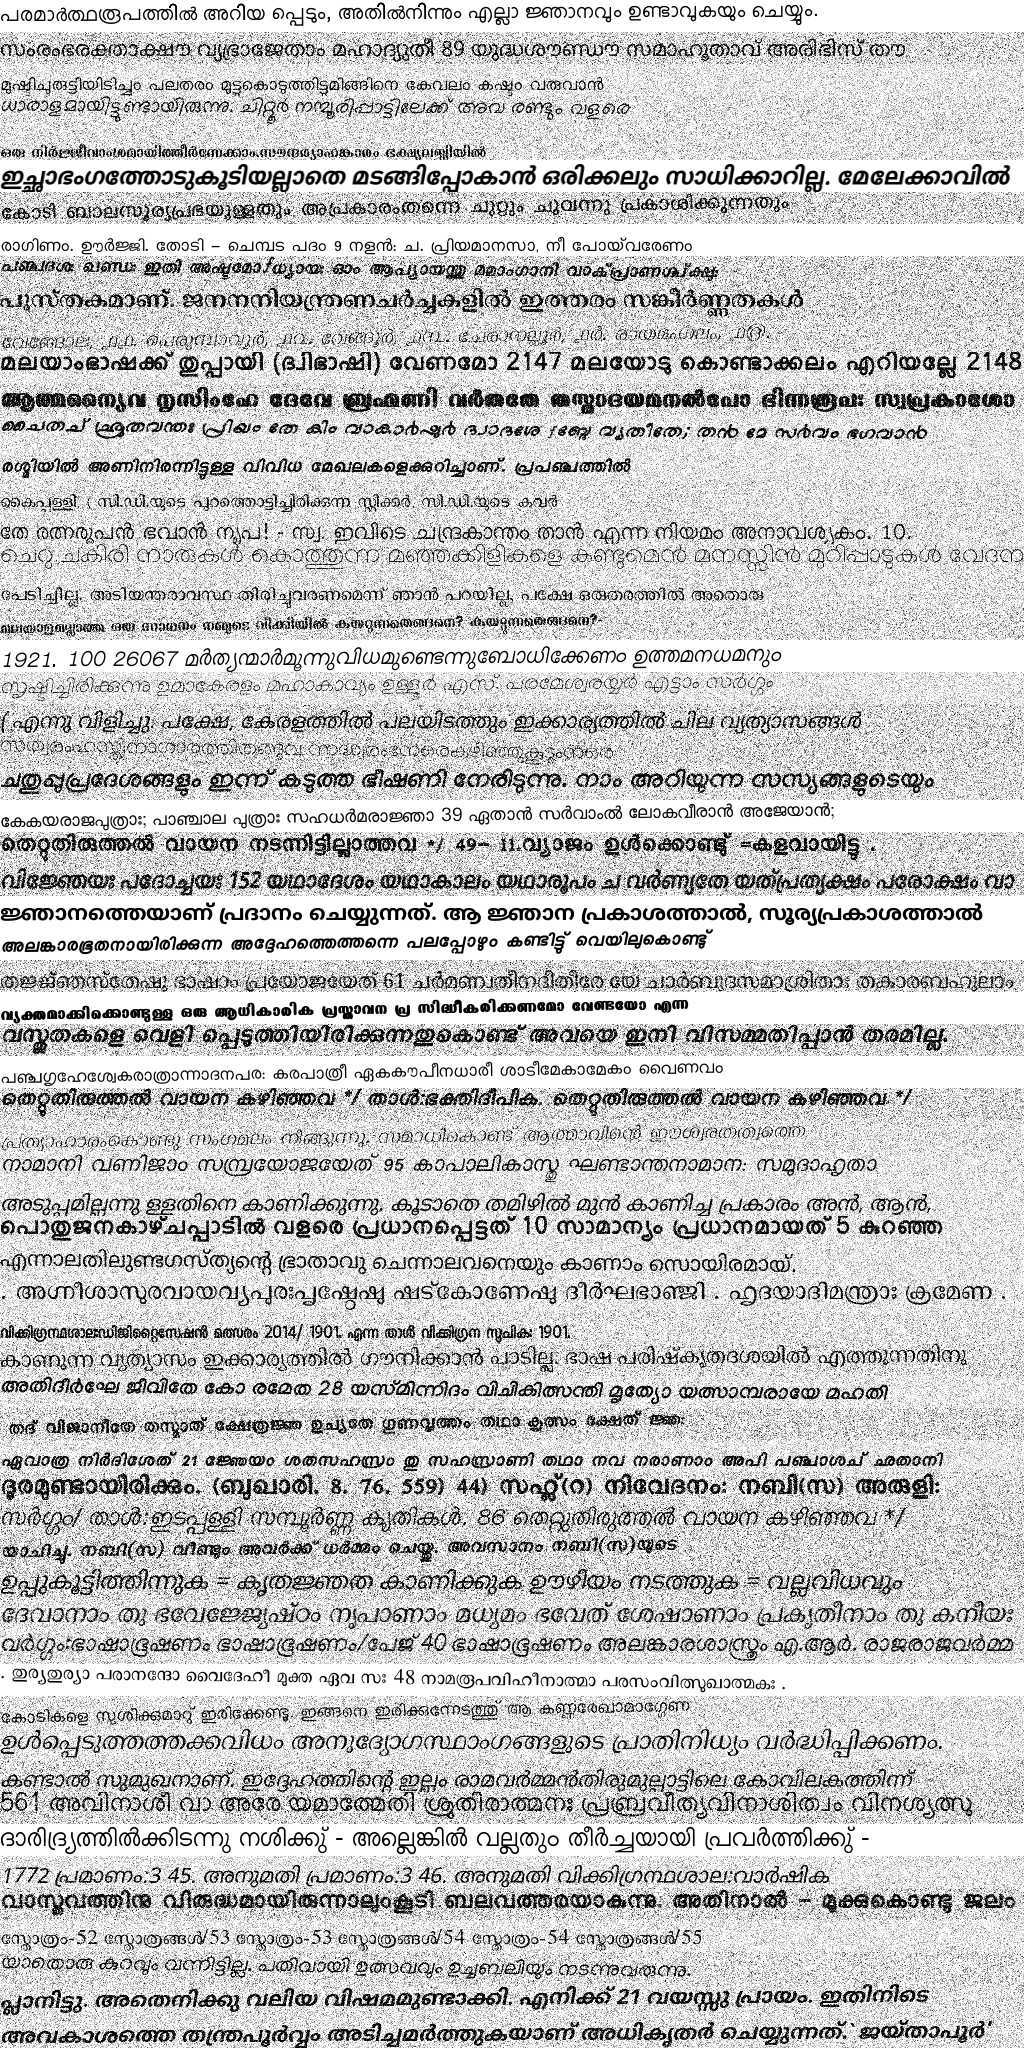 പരമാർത്ഥരൂപത്തിൽ അറിയ പ്പെടും, അതിൽനിന്നും എല്ലാ ജ്ഞാനവും ഉണ്ടാവുകയും ചെയ്യും.
സംരംഭരക്താക്ഷൗ വ്യഭ്രാജേതാം മഹാദ്യുതീ 89 യുദ്ധശൗണ്ഡൗ സമാഹൂതാവ് അരിഭിസ് തൗ
മുഷ്ടിചുരുട്ടിയിടിച്ചും പലതരം മുട്ടുകൊടുത്തിട്ടുമിങ്ങിനെ കേവലം കഷ്ടം വരുവാൻ
ധാരാളമായിട്ടുണ്ടായിരുന്നു. ചിറ്റൂർ നമ്പൂരിപ്പാട്ടിലേക്ക് അവ രണ്ടും വളരെ
ഒരു നിർജ്ജീവാംശമായിത്തീർന്നേക്കാം.സൗന്ദര്യാഹങ്കാരം ഭക്ഷ്യലബ്ധിയിൽ
ഇച്ഛാഭംഗത്തോടുകൂടിയല്ലാതെ മടങ്ങിപ്പോകാൻ ഒരിക്കലും സാധിക്കാറില്ല. മേലേക്കാവിൽ
കോടി ബാലസൂര്യപ്രഭയുള്ളതും അപ്രകാരംതന്നെ ചുറ്റും ചുവന്നു പ്രകാശിക്കുന്നതും
രാഗിണം. ഊർജ്ജി. തോടി – ചെമ്പട പദം 9 നളൻ: ച. പ്രിയമാനസാ, നീ പോയ്‌വരേണം
പഞ്ചദശഃ ഖണ്ഡഃ ഇതി അഷ്ടമോഽധ്യായഃ ഓം ആപ്യായന്തു മമാംഗാനി വാക്പ്രാണശ്ചക്ഷുഃ
പുസ്തകമാണ്. ജനനനിയന്ത്രണചർച്ചകളിൽ ഇത്തരം സങ്കീർണ്ണതകൾ
വേങ്ങോല, പെരുമ്പാവൂർ, വേങ്ങൂർ, ചേരാനല്ലൂർ, രായമംഗലം,
മലയാംഭാഷക്ക് തുപ്പായി (ദ്വിഭാഷി) വേണമോ 2147 മലയോടു കൊണ്ടാക്കലം എറിയല്ലേ 2148
ആത്മജന്യേവ നൃസിംഹേ ദേവേ ബ്രഹ്മണി വർതതേ തസ്മാദയമനൽപോ ഭിന്നരൂപഃ സ്വപ്രകാശോ
ചൈതച് ഛ്രുതവന്തഃ പ്രിയം തേ കിം വാകാർഷുർ ദ്വാദശേ ഽബ്ദേ വ്യതീതേ; തൻ മേ സർവം ഭഗവാൻ
രശ്മിയിൽ അണിനിരന്നിട്ടുള്ള വിവിധ മേഖലകളെക്കുറിച്ചാണ്. പ്രപഞ്ചത്തിൽ
കൈപ്പുള്ളി. ( സി.ഡി.യുടെ പുറത്തൊട്ടിച്ചിരിക്കുന്ന സ്റ്റിക്കർ. സി.ഡി.യുടെ കവർ
തേ രത്നരുപൻ ഭവാൻ നൃപ! - സ്വ. ഇവിടെ ചന്ദ്രകാന്തം താൻ എന്ന നിയമം അനാവശ്യകം. 10.
ചെറു ചകിരി നാരുകൾ കൊത്തുന്ന മഞ്ഞക്കിളികളെ കണ്ടുമെൻ മനസ്സിൻ മുറിപ്പാടുകൾ വേദന
പേടിച്ചില്ല. അടിയന്തരാവസ്ഥ തിരിച്ചുവരണമെന്ന് ഞാൻ പറയില്ല. പക്ഷേ ഒരുതരത്തിൽ അതൊരു
മലയാളമല്ലാത്ത ഒരു സാധനം നമ്മുടെ വിക്കിയിൽ കയറ്റുന്നതെങ്ങനെ? കയറ്റുന്നതെങ്ങനെ?-
1921. 100 26067 മർത്യന്മാർമൂന്നുവിധമുണ്ടെന്നുബോധിക്കേണം ഉത്തമനധമനും
സൃഷ്ടിച്ചിരിക്കുന്നു ഉമാകേരളം മഹാകാവ്യം ഉള്ളൂർ എസ്. പരമേശ്വരയ്യർ എട്ടാം സർഗ്ഗം
( എന്നു വിളിച്ചു. പക്ഷേ, കേരളത്തിൽ പലയിടത്തും ഇക്കാര്യത്തിൽ ചില വ്യത്യാസങ്ങൾ
ചതുപ്പുപ്രദേശങ്ങളും ഇന്ന് കടുത്ത ഭീഷണി നേരിടുന്നു. നാം അറിയുന്ന സസ്യങ്ങളുടെയും
കേകയരാജപുത്രാഃ; പാഞ്ചാല പുത്രാഃ സഹധർമരാജ്ഞാ 39 ഏതാൻ സർവാംൽ ലോകവീരാൻ അജേയാൻ;
തെറ്റുതിരുത്തൽ വായന നടന്നിട്ടില്ലാത്തവ */ 49– 11.വ്യാജം ഉൾക്കൊണ്ടു് =കളവായിട്ടു .
വിജ്ഞേയഃ പദോച്ചയഃ 152 യഥാദേശം യഥാകാലം യഥാരൂപം ച വർണ്യതേ യത്പ്രത്യക്ഷം പരോക്ഷം വാ
ജ്ഞാനത്തെയാണ് പ്രദാനം ചെയ്യുന്നത്. ആ ജ്ഞാന പ്രകാശത്താൽ, സൂര്യപ്രകാശത്താൽ
അലങ്കാരഭൂതനായിരിക്കുന്ന അദ്ദേഹത്തെത്തന്നെ പലപ്പോഴും കണ്ടിട്ടു് വെയിലുകൊണ്ടു്
തജ്ജ്ഞസ്തേഷു ഭാഷാം പ്രയോജയേത് 61 ചർമണ്വതീനദീതീരേ യേ ചാർബുദസമാശ്രിതാഃ തകാരബഹുലാം
വ്യക്തമാക്കിക്കൊണ്ടുള്ള ഒരു ആധികാരിക പ്രസ്താവന പ്ര സിദ്ധീകരിക്കണമോ വേണ്ടയോ എന്ന
വസ്തുതകളെ വെളി പ്പെടുത്തിയിരിക്കുന്നതുകൊണ്ട് അവയെ ഇനി വിസമ്മതിപ്പാൻ തരമില്ല.
പഞ്ചഗൃഹേശ്വേകരാത്രാന്നാദനപരഃ കരപാത്രീ ഏകകൗപീനധാരീ ശാടീമേകാമേകം വൈണവം
തെറ്റുതിരുത്തൽ വായന കഴിഞ്ഞവ */ താൾ:ഭക്തിദീപിക. തെറ്റുതിരുത്തൽ വായന കഴിഞ്ഞവ */
പ്രത്യാഹാരംകൊണ്ടു സംഗമലം നീങ്ങുന്നു. സമാധികൊണ്ട് ആത്മാവിന്റെ ഈശ്വരതത്വത്തെ
നാമാനി വണിജാം സമ്പ്രയോജയേത് 95 കാപാലികാസ്തു ഘണ്ടാന്തനാമാനഃ സമുദാഹൃതാ
അടുപ്പമില്ലന്നു ള്ളതിനെ കാണിക്കുന്നു. കൂടാതെ തമിഴിൽ മുൻ കാണിച്ച പ്രകാരം അൻ, ആൻ,
പൊതുജനകാഴ്ചപ്പാടിൽ വളരെ പ്രധാനപ്പെട്ടത് 10 സാമാന്യം പ്രധാനമായത് 5 കുറഞ്ഞ
എന്നാലതിലുണ്ടഗസ്ത്യന്റെ ഭ്രാതാവു ചെന്നാലവനെയും കാണാം സൌയിരമായ്.
. അഗ്നീശാസുരവായവ്യപുരഃപൃഷ്ഠേഷു ഷട്കോണേഷു ദീർഘഭാഞ്ജി . ഹൃദയാദിമന്ത്രാഃ ക്രമേണ .
വിക്കിഗ്രന്ഥശാല:ഡിജിറ്റൈസേഷൻ മത്സരം 2014/ 1901. എന്ന താൾ വിക്കിഗ്രന സൂചിക: 1901.
കാണുന്ന വ്യത്യാസം ഇക്കാര്യത്തിൽ ഗൗനിക്കാൻ പാടില്ല. ഭാഷ പരിഷ്കൃതദശയിൽ എത്തുന്നതിനു
അതിദീർഘേ ജീവിതേ കോ രമേത 28 യസ്മിന്നിദം വിചികിത്സന്തി മൃത്യോ യത്സാമ്പരായേ മഹതി
തദ് വിജാനീതേ തസ്മാത് ക്ഷേത്രജ്ഞ ഉച്യതേ ഗുണവൃത്തം തഥാ കൃത്സം ക്ഷേത് ജ്ഞഃ
ഏവാത്ര നിർദിശേത് 21 ജ്ഞേയം ശതസഹസ്രം തു സഹസ്രാണി തഥാ നവ നരാണാം അപി പഞ്ചാശച് ഛതാനി
ദൂരമുണ്ടായിരിക്കും. (ബുഖാരി. 8. 76. 559) 44) സഹ്ല്(റ) നിവേദനം: നബി(സ) അരുളി:
സർഗ്ഗം/ താൾ:ഇടപ്പള്ളി സമ്പൂർണ്ണ കൃതികൾ. 86 തെറ്റുതിരുത്തൽ വായന കഴിഞ്ഞവ */
യാചിച്ചു. നബി(സ) വീണ്ടും അവർക്ക് ധർമ്മം ചെയ്തു. അവസാനം നബി(സ)യുടെ
ഉപ്പുകൂട്ടിത്തിന്നുക = കൃതജ്ഞത കാണിക്കുക ഊഴിയം നടത്തുക = വല്ലവിധവും
ദേവാനാം തു ഭവേജ്ജ്യേഷ്ഠം നൃപാണാം മധ്യമം ഭവേത് ശേഷാണാം പ്രകൃതീനാം തു കനീയഃ
വർഗ്ഗം:ഭാഷാഭൂഷണം ഭാഷാഭൂഷണം/പേജ് 40 ഭാഷാഭൂഷണം അലങ്കാരശാസ്ത്രം എ.ആർ. രാജരാജവർമ്മ
. തുര്യതുര്യാ പരാനന്ദോ വൈദേഹീ മുക്ത ഏവ സഃ 48 നാമരൂപവിഹീനാത്മാ പരസംവിത്സുഖാത്മകഃ .
കോടികളെ സൃശിക്കുമാറു് ഇരിക്കേണ്ടൂ. ഇങ്ങനെ ഇരിക്കുന്നേടത്തു് ആ കണ്ണരേഖാമാഗ്ഗേണ
ഉൾപ്പെടുത്തത്തക്കവിധം അനുദ്യോഗസ്ഥാംഗങ്ങളുടെ പ്രാതിനിധ്യം വർദ്ധിപ്പിക്കണം.
കണ്ടാൽ സുമുഖനാണ്. ഇദ്ദേഹത്തിന്റെ ഇല്ലം രാമവർമ്മൻതിരുമുല്പാട്ടിലെ കോവിലകത്തിന്ന്
561 അവിനാശീ വാ അരേ യമാത്മേതി ശ്രുതിരാത്മനഃ പ്രബ്രവീത്യവിനാശിത്വം വിനശ്യത്സു
ദാരിദ്ര്യത്തിൽക്കിടന്നു നശിക്കു് - അല്ലെങ്കിൽ വല്ലതും തീർച്ചയായി പ്രവർത്തിക്കു് -
1772 പ്രമാണം:3 45. അനുമതി പ്രമാണം:3 46. അനുമതി വിക്കിഗ്രന്ഥശാല:വാർഷിക
വാസ്തവത്തിനു വിരുദ്ധമായിരുന്നാലുംകൂടി ബലവത്തരയാകുന്നു. അതിനാൽ – മൂക്കുകൊണ്ടു ജലം
സ്തോത്രം-52 സ്തോത്രങ്ങൾ/53 സ്തോത്രം-53 സ്തോത്രങ്ങൾ/54 സ്തോത്രം-54 സ്തോത്രങ്ങൾ/55
യാതൊരു കുറവും വന്നിട്ടില്ല. പതിവായി ഉത്സവവും ഉച്ചബലിയും നടന്നുവരുന്നു.
പ്ലാനിട്ടു. അതെനിക്കു വലിയ വിഷമമുണ്ടാക്കി. എനിക്ക് 21 വയസ്സു പ്രായം. ഇതിനിടെ
അവകാശത്തെ തന്ത്രപൂർവ്വം അടിച്ചമർത്തുകയാണ് അധികൃതർ ചെയ്യുന്നത്.`ജയ്താപൂർ'